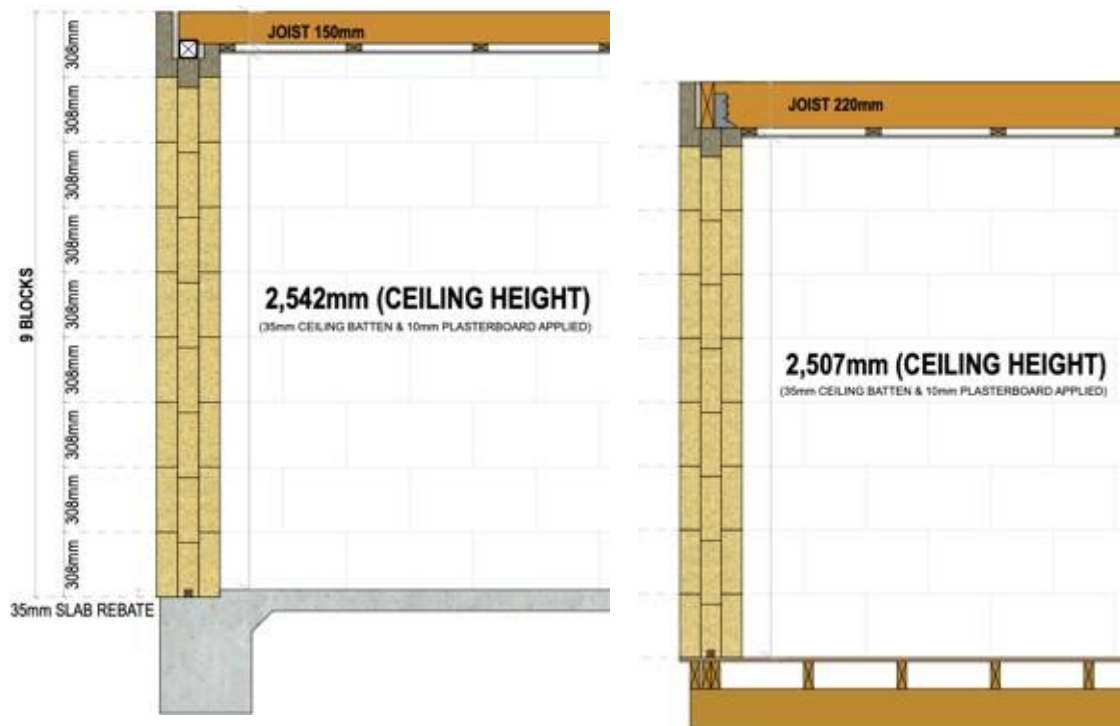 JOIST 150mm
308mm
308mm
308mm
308mm
308mm
308mm
308mm
308mm
308mm
9 BLOCKS
2,542mm (CEILING HEIGHT)
(35mm CEILING BATTEN & 10mm PLASTERBOARD APPLIED)
35mm SLAB REBATE
JOIST 220mm
2,507mm (CEILING HEIGHT)
(35mm CEILING BATTEN & 10mm PLASTERBOARD APPLIED)